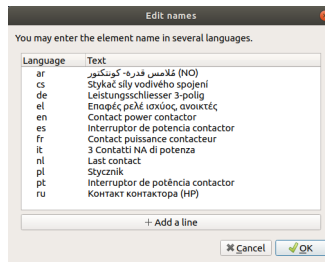 Edit names
You may enter the element name in several languages.
Language Text
ar مُلامس قدرة- كونتكتور (NO)
cs Stykač síly vodivého spojení
de Leistungsschliesser 3-polig
el Επαφές ρελέ ισχύος, ανοικτές
en Contact power contactor
es Interruptor de potencia contactor
fr Contact puissance contacteur
it 3 Contatti NA di potenza
nl Last contact
pl Stycznik
pt Interruptor de potência contactor
ru Контакт контактора (НР)
+ Add a line
Cancel OK